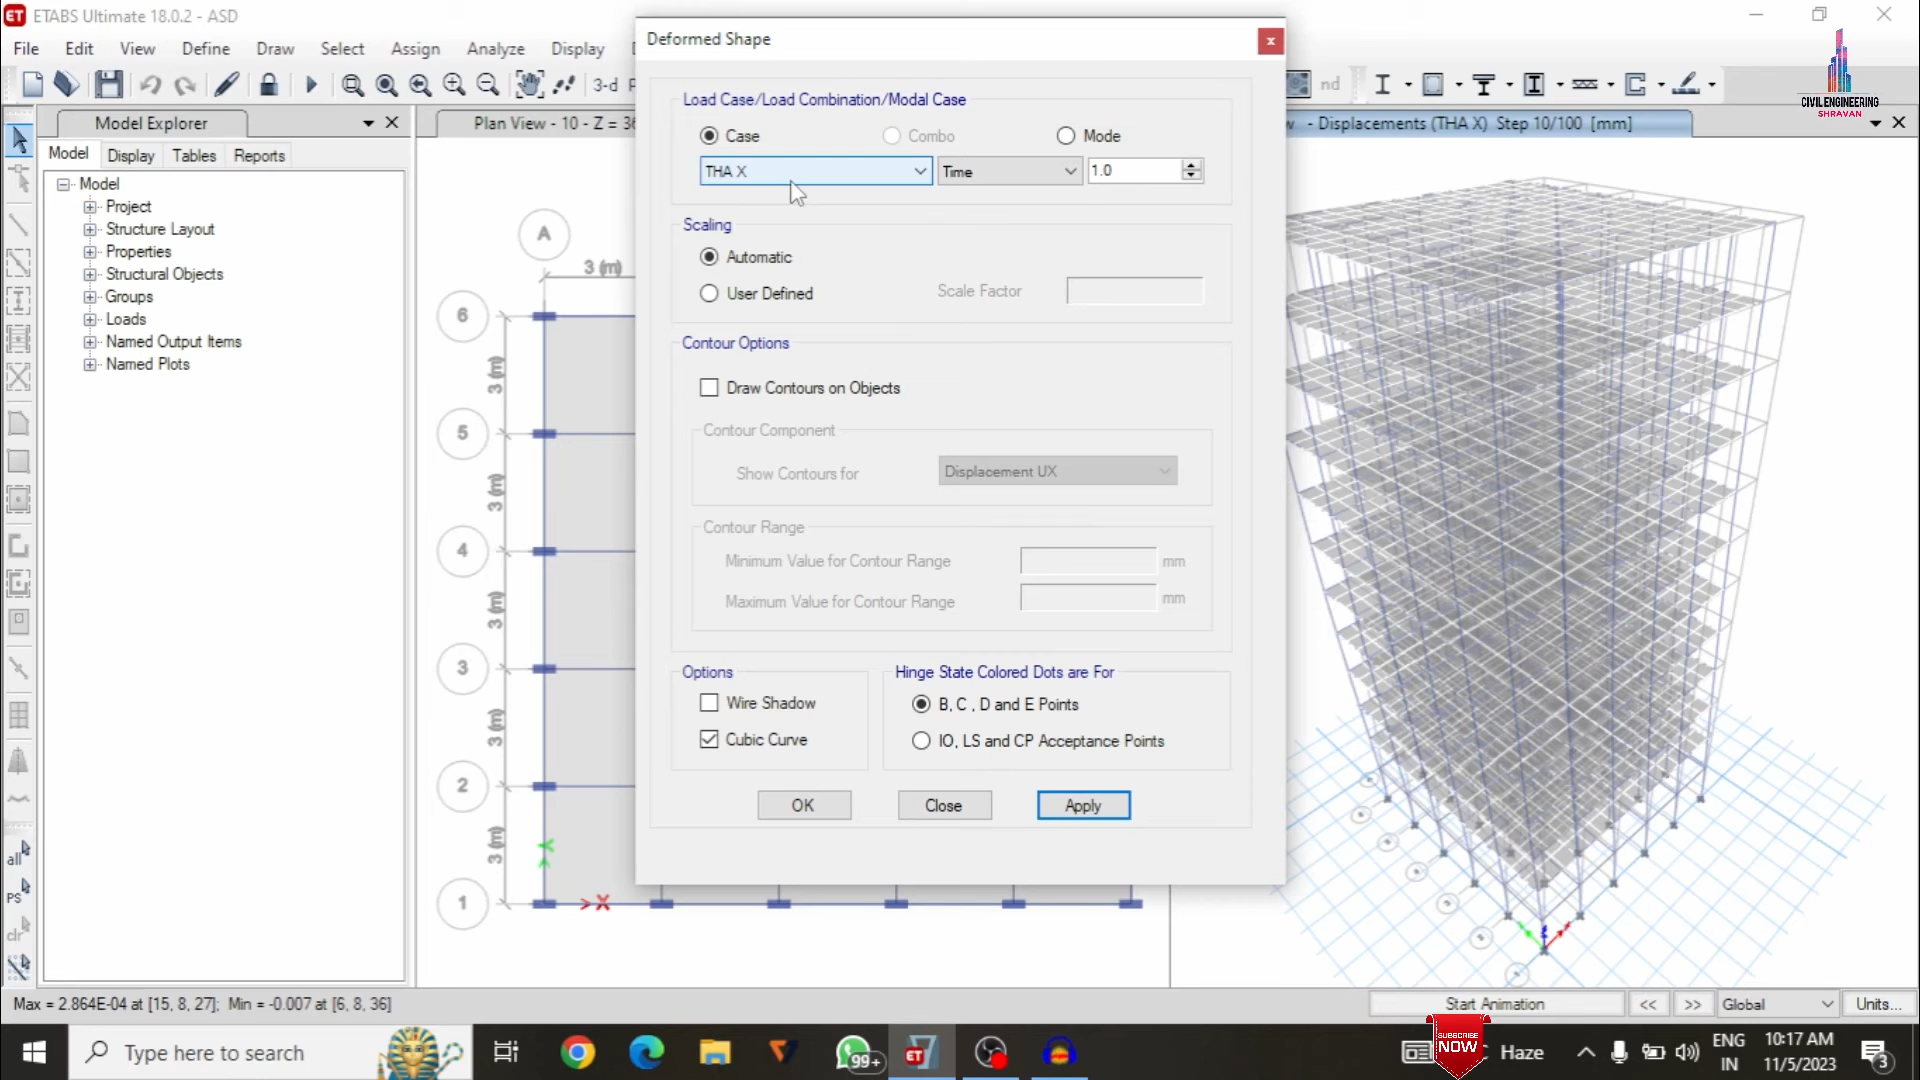 ETABS Ultimate 18.0.2 - ASD
File Edit View Define Draw Select Assign Analyze Display
3-d
nd
CIVIL ENGINEERING
SHRAVAN
Model Explorer
Plan View - 10 - Z = 36
- Displacements (THA X) Step 10/100 [mm]
Model Display Tables Reports
Model
Project
Structure Layout
Properties
Structural Objects
Groups
Loads
Named Output Items
Named Plots
A
3 (m)
6
3 (m)
5
3 (m)
4
3 (m)
3
3 (m)
2
3 (m)
1
X
Deformed Shape
Load Case/Load Combination/Modal Case
Case Combo Mode
THA X Time 1.0
Scaling
Automatic
User Defined Scale Factor
Contour Options
Draw Contours on Objects
Contour Component
Show Contours for Displacement UX
Contour Range
Minimum Value for Contour Range mm
Maximum Value for Contour Range mm
Options
Wire Shadow
Cubic Curve
Hinge State Colored Dots are For
B, C , D and E Points
IO, LS and CP Acceptance Points
OK Close Apply
all
PS
clr
Max = 2.864E-04 at [15, 8, 27]; Min = -0.007 at [6, 8, 36]
Start Animation << >> Global Units...
Type here to search
99+
ET
SUBSCRIBE
NOW
C Haze
ENG
IN
10:17 AM
11/5/2023
3